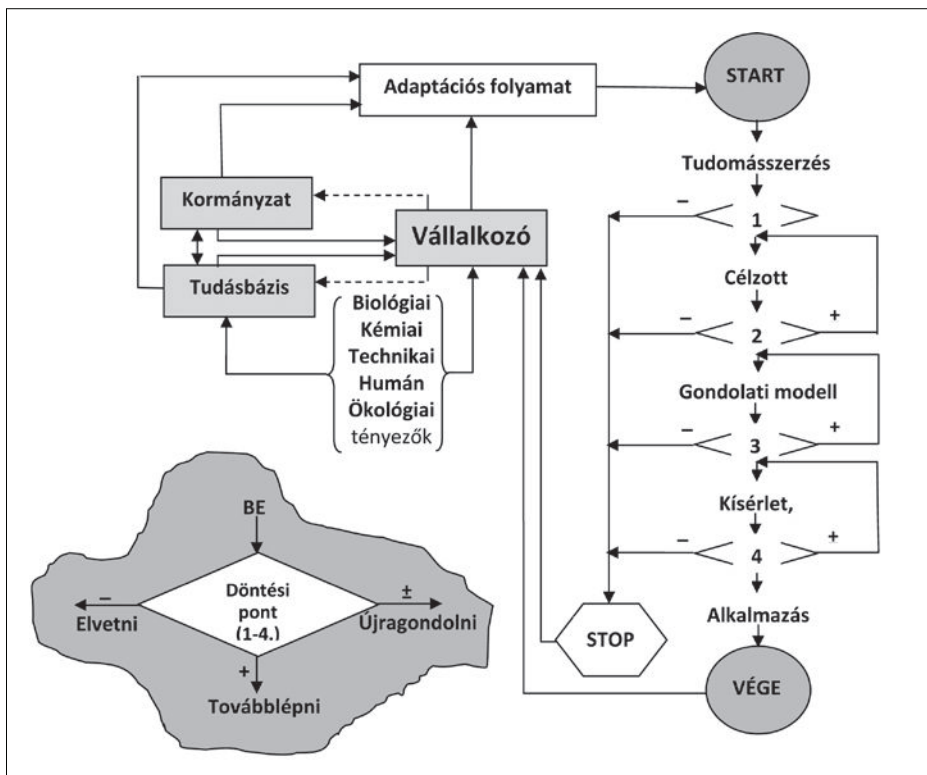 Adaptációs folyamat
START
Tudomásszerzés
Kormányzat
Vállalkozó
Tudásbázis
Biológiai
Kémiai
Technikai
Humán
Ökológiai
tényezők
–
1
Célzott
–
2
+
Gondolati modell
–
3
+
Kísérlet,
–
4
+
Alkalmazás
STOP
VÉGE
BE
Döntési
pont
(1-4.)
–
Elvetni
±
Újragondolni
+
Továbblépni